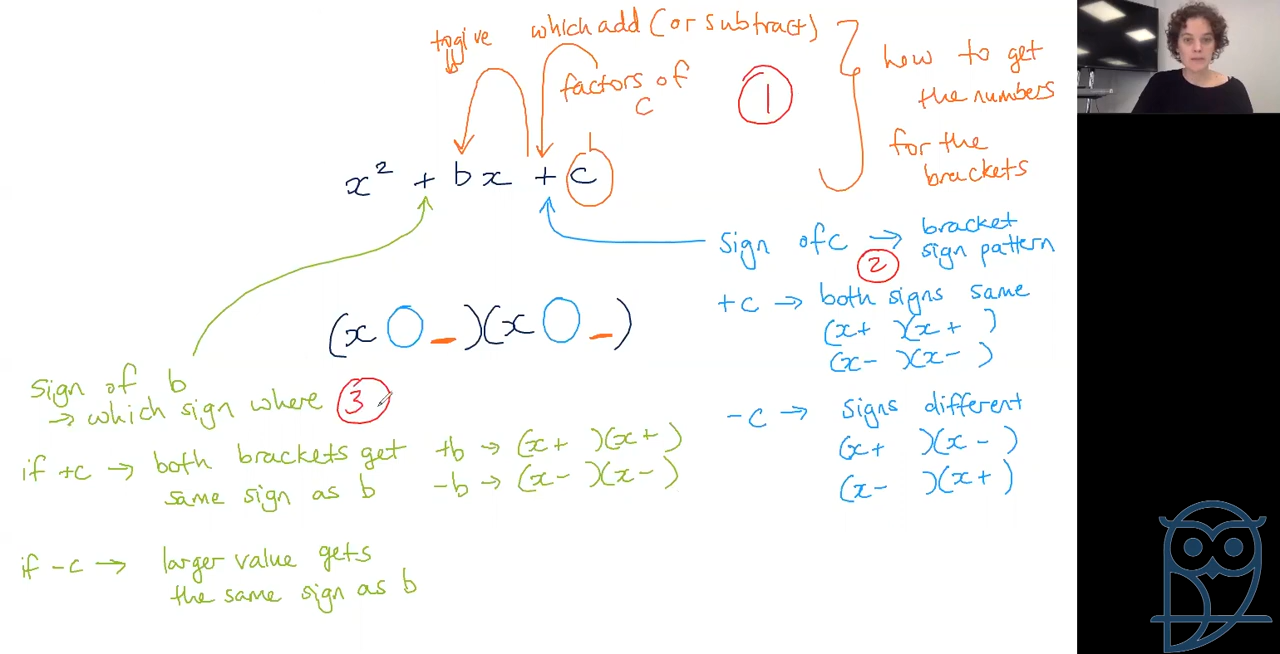 to give which add (or subtract)
factors of
c
1
how to get
the numbers
for the
brackets
x² + bx + c
sign of c → bracket
sign pattern
2
+c → both signs same
(x+ )(x+ )
(x- )(x- )
(x _ )(x _ )
sign of b
→ which sign where 3
-c → signs different
(x+ )(x- )
(x- )(x+ )
if +c → both brackets get
same sign as b
+b → (x+ )(x+ )
-b → (x- )(x- )
if -c → larger value gets
the same sign as b